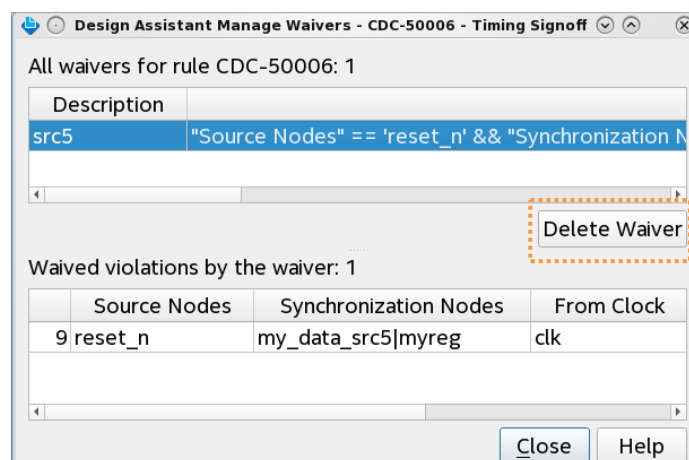 Design Assistant Manage Waivers - CDC-50006 - Timing Signoff
All waivers for rule CDC-50006: 1
Description
src5 "Source Nodes" == 'reset_n' && "Synchronization N
Delete Waiver
Waived violations by the waiver: 1
Source Nodes Synchronization Nodes From Clock
9 reset_n my_data_src5|myreg clk
Close Help